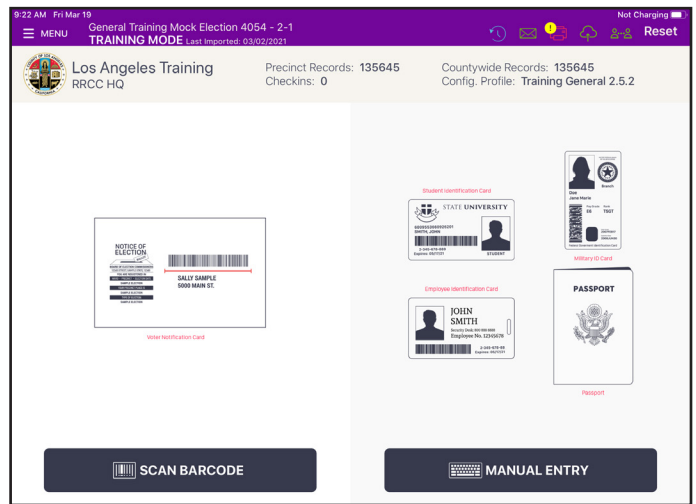 9:22 AM Fri Mar 19
Not Charging
MENU
General Training Mock Election 4054 - 2-1
TRAINING MODE Last Imported: 03/02/2021
Reset
Los Angeles Training
RRCC HQ
Precinct Records: 135645
Checkins: 0
Countywide Records: 135645
Config. Profile: Training General 2.5.2
NOTICE OF
ELECTION
SALLY SAMPLE
5000 MAIN ST.
Voter Notification Card
Student Identification Card
STATE UNIVERSITY
SMITH, JOHN
STUDENT
Doe
Jane Marie
Branch
Military ID Card
Employee Identification Card
JOHN
SMITH
Employee No. 12345678
PASSPORT
Passport
SCAN BARCODE
MANUAL ENTRY